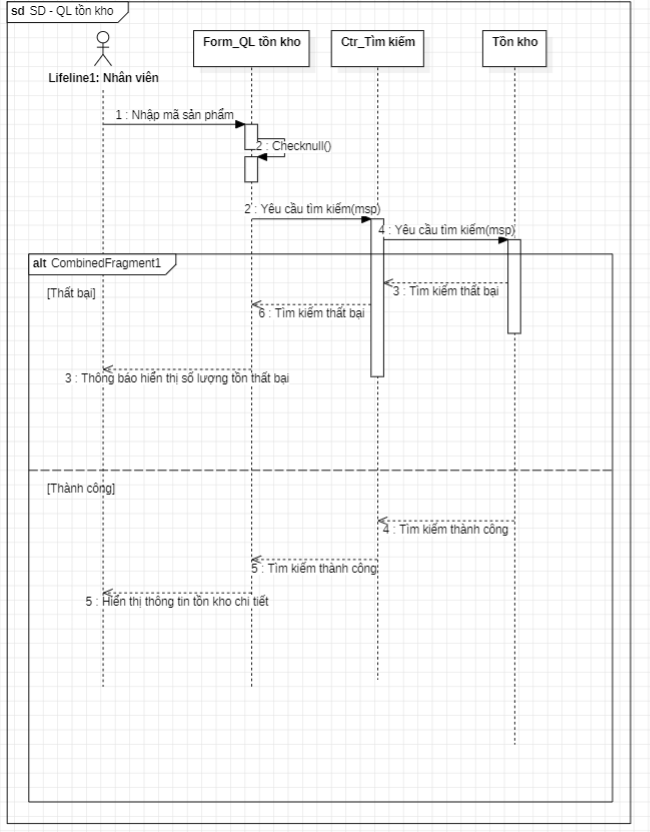 sd SD - QL tồn kho
Form_QL tồn kho
Ctr_Tìm kiếm
Tồn kho
Lifeline1: Nhân viên
1 : Nhập mã sản phẩm
2 : Checknull()
2 : Yêu cầu tìm kiếm(msp)
4 : Yêu cầu tìm kiếm(msp)
alt CombinedFragment1
[Thất bại]
3 : Tìm kiếm thất bại
6 : Tìm kiếm thất bại
3 : Thông báo hiển thị số lượng tồn thất bại
[Thành công]
4 : Tìm kiếm thành công
5 : Tìm kiếm thành công
5 : Hiển thị thông tin tồn kho chi tiết